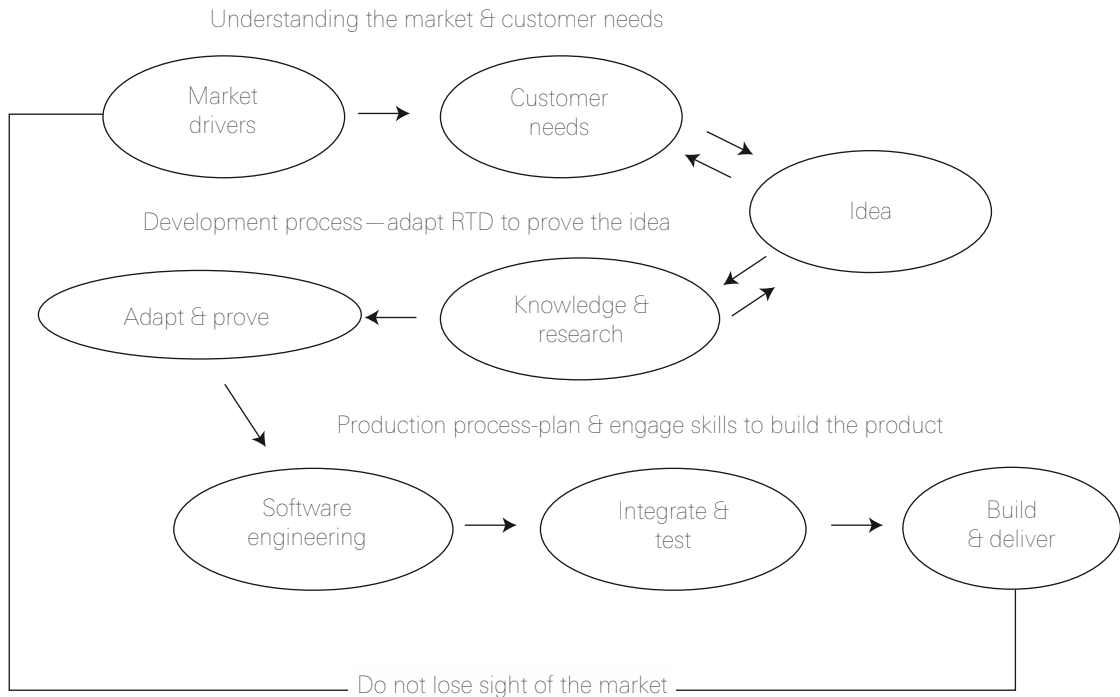 Understanding the market & customer needs
Market
drivers
Customer
needs
Idea
Development process—adapt RTD to prove the idea
Adapt & prove
Knowledge &
research
Production process-plan & engage skills to build the product
Software
engineering
Integrate &
test
Build
& deliver
Do not lose sight of the market